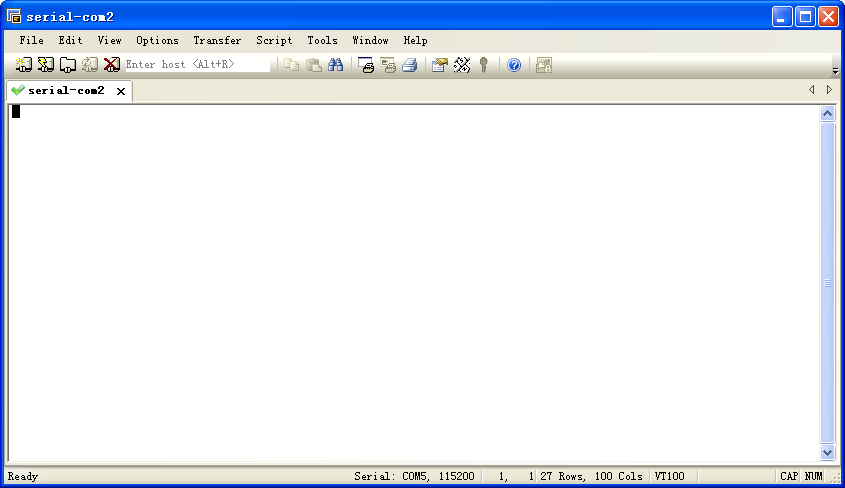 serial-com2
File Edit View Options Transfer Script Tools Window Help
Enter host <Alt+R>
serial-com2
Ready Serial: COM5, 115200 1, 1 27 Rows, 100 Cols VT100 CAP NUM